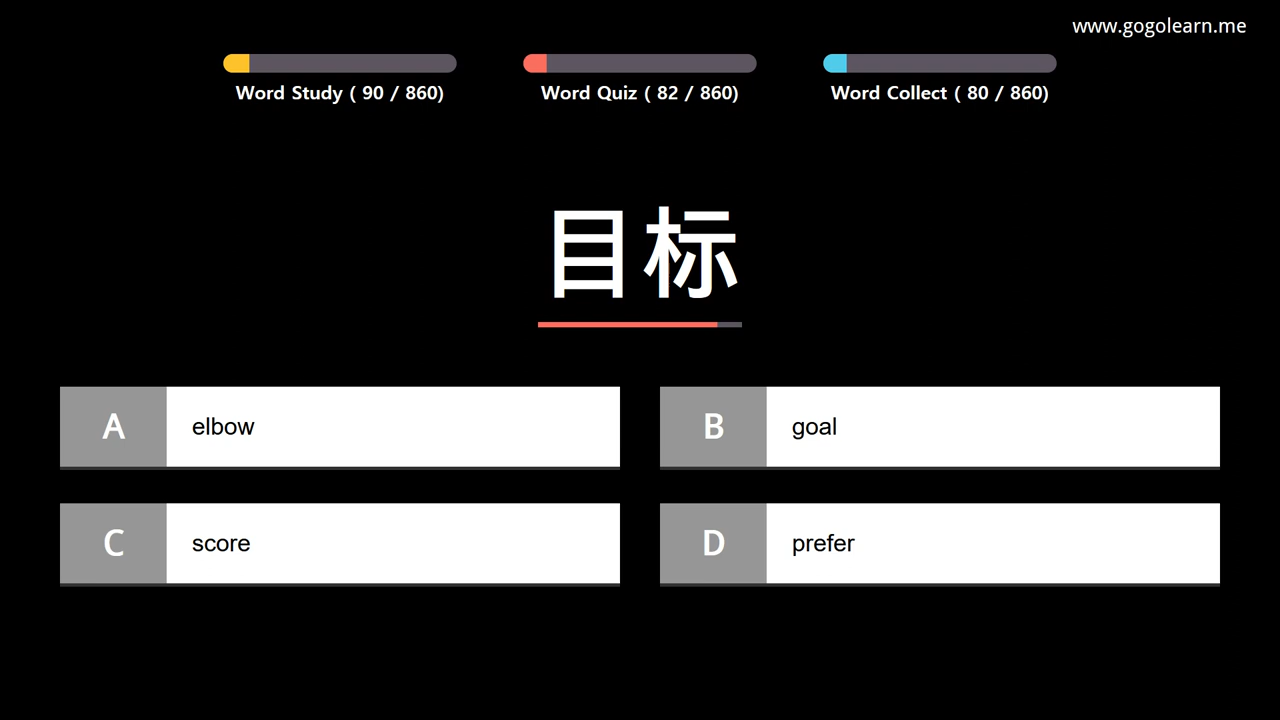 www.gogolearn.me
Word Study ( 90 / 860)
Word Quiz ( 82 / 860)
Word Collect ( 80 / 860)
目标
A elbow
B goal
C score
D prefer